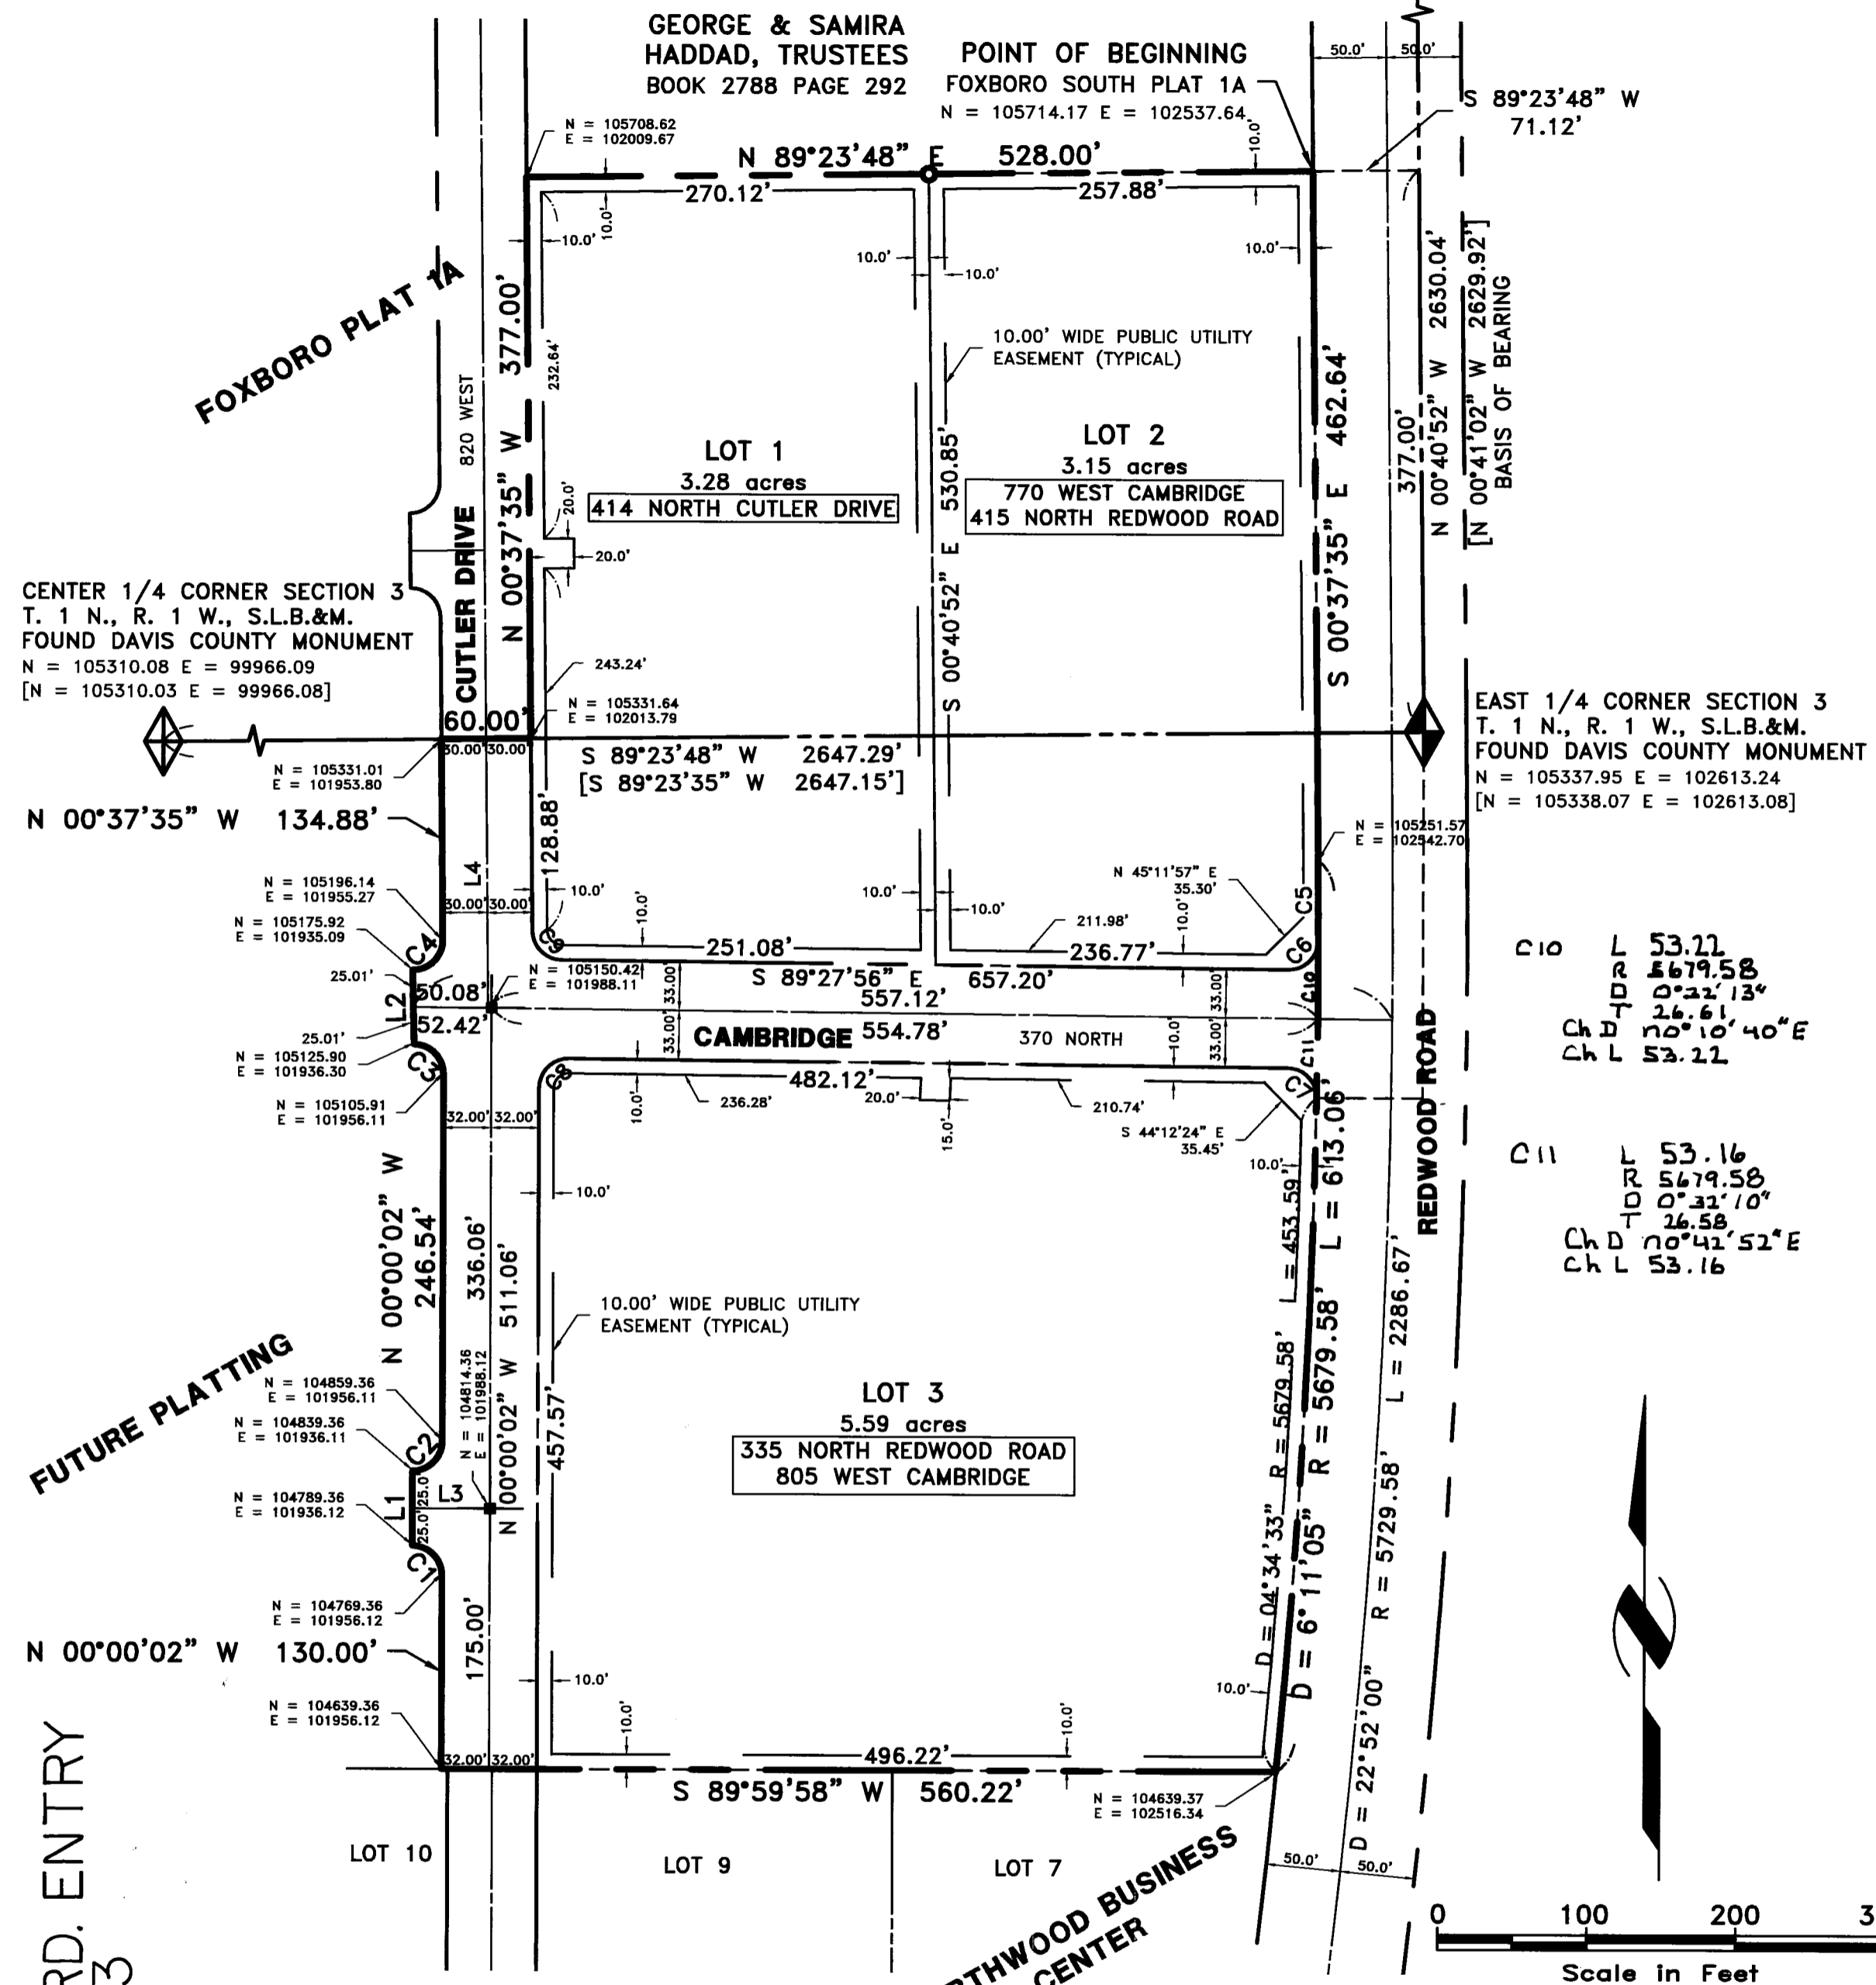 GEORGE & SAMIRA
HADDAD, TRUSTEES
BOOK 2788 PAGE 292
POINT OF BEGINNING
FOXBORO SOUTH PLAT 1A
N = 105714.17 E = 102537.64
50.0' 50.0'
S 89°23'48" W
71.12'
N = 105708.62
E = 102009.67
N 89°23'48" E 528.00'
10.0'
270.12'
257.88'
10.0'
10.0'
10.0'
10.0'
10.0'
FOXBORO PLAT 1A
820 WEST
CUTLER DRIVE
N 00°37'35" W 377.00'
232.64'
10.00' WIDE PUBLIC UTILITY
EASEMENT (TYPICAL)
LOT 1
3.28 acres
414 NORTH CUTLER DRIVE
20.0'
20.0'
S 00°40'52" E 530.85'
LOT 2
3.15 acres
770 WEST CAMBRIDGE
415 NORTH REDWOOD ROAD
S 00°37'35" E 462.64'
377.00'
N 00°40'52" W 2630.04'
[N 00°41'02" W 2629.92']
BASIS OF BEARING
CENTER 1/4 CORNER SECTION 3
T. 1 N., R. 1 W., S.L.B.&M.
FOUND DAVIS COUNTY MONUMENT
N = 105310.08 E = 99966.09
[N = 105310.03 E = 99966.08]
243.24'
N = 105331.64
E = 102013.79
60.00'
30.00' 30.00'
S 89°23'48" W 2647.29'
[S 89°23'35" W 2647.15']
EAST 1/4 CORNER SECTION 3
T. 1 N., R. 1 W., S.L.B.&M.
FOUND DAVIS COUNTY MONUMENT
N = 105337.95 E = 102613.24
[N = 105338.07 E = 102613.08]
N = 105331.01
E = 101953.80
N 00°37'35" W 134.88'
128.88'
N = 105251.57
E = 102542.70
L4
N = 105196.14
E = 101955.27
30.00' 30.00'
10.0'
10.0'
10.0'
10.0'
N 45°11'57" E
35.30'
C5
N = 105175.92
E = 101935.09
C4
C9
251.08'
211.98'
236.77'
10.0'
C6
25.01'
50.08'
L2
N = 105150.42
E = 101988.11
S 89°27'56" E 657.20'
33.00'
557.12'
33.00'
C10
52.42'
25.01'
33.00'
CAMBRIDGE
554.78'
370 NORTH
10.0'
33.00'
C11
REDWOOD ROAD
N = 105125.90
E = 101936.30
C3
C8
482.12'
C7
N = 105105.91
E = 101956.11
10.0'
236.28'
20.0'
15.0'
210.74'
S 44°12'24" E
35.45'
32.00' 32.00'
10.0'
10.0'
C10 L 53.22
R 5679.58
D 0°22'13"
T 26.61
Ch D n0°10'40"E
Ch L 53.22
C11 L 53.16
R 5679.58
D 0°32'10"
T 26.58
Ch D n0°42'52"E
Ch L 53.16
N 00°00'02" W
246.54'
336.06'
N 00°00'02" W 511.06'
10.00' WIDE PUBLIC UTILITY
EASEMENT (TYPICAL)
457.57'
D = 04°34'33" R = 5679.58' L = 453.59'
D = 6°11'05" R = 5679.58' L = 613.06'
D = 22°52'00" R = 5729.58' L = 2286.67'
FUTURE PLATTING
N = 104859.36
E = 101956.11
N = 104814.36
E = 101988.12
N = 104839.36
E = 101936.11
C2
LOT 3
5.59 acres
335 NORTH REDWOOD ROAD
805 WEST CAMBRIDGE
N = 104789.36
E = 101936.12
L1
25.0'
25.0'
L3
C1
N = 104769.36
E = 101956.12
N 00°00'02" W 130.00'
175.00'
10.0'
10.0'
N = 104639.36
E = 101956.12
10.0'
10.0'
32.00' 32.00'
496.22'
S 89°59'58" W 560.22'
N = 104639.37
E = 102516.34
LOT 10
LOT 9
LOT 7
50.0' 50.0'
RTHWOOD BUSINESS
CENTER
RD. ENTRY
3
0 100 200 3
Scale in Feet